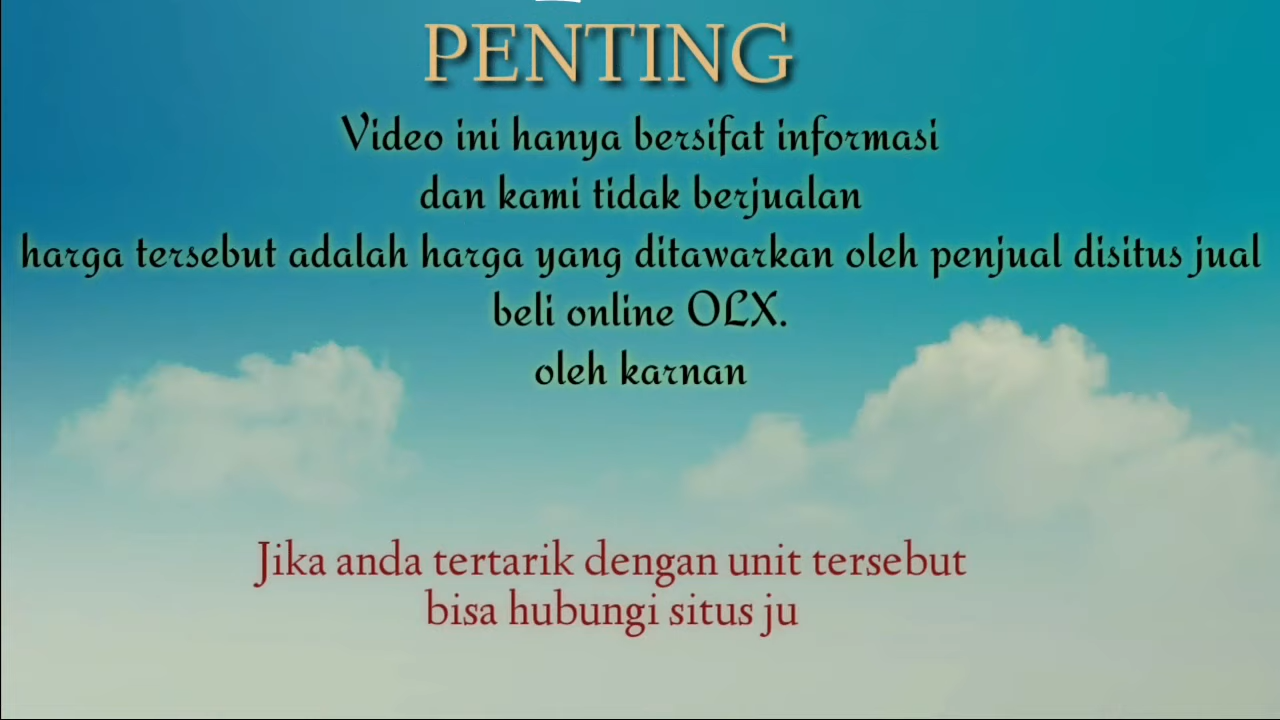 PENTING
Video ini hanya bersifat informasi
dan kami tidak berjualan
harga tersebut adalah harga yang ditawarkan oleh penjual disitus jual
beli online OLX.
oleh karnan
Jika anda tertarik dengan unit tersebut
bisa hubungi situs ju